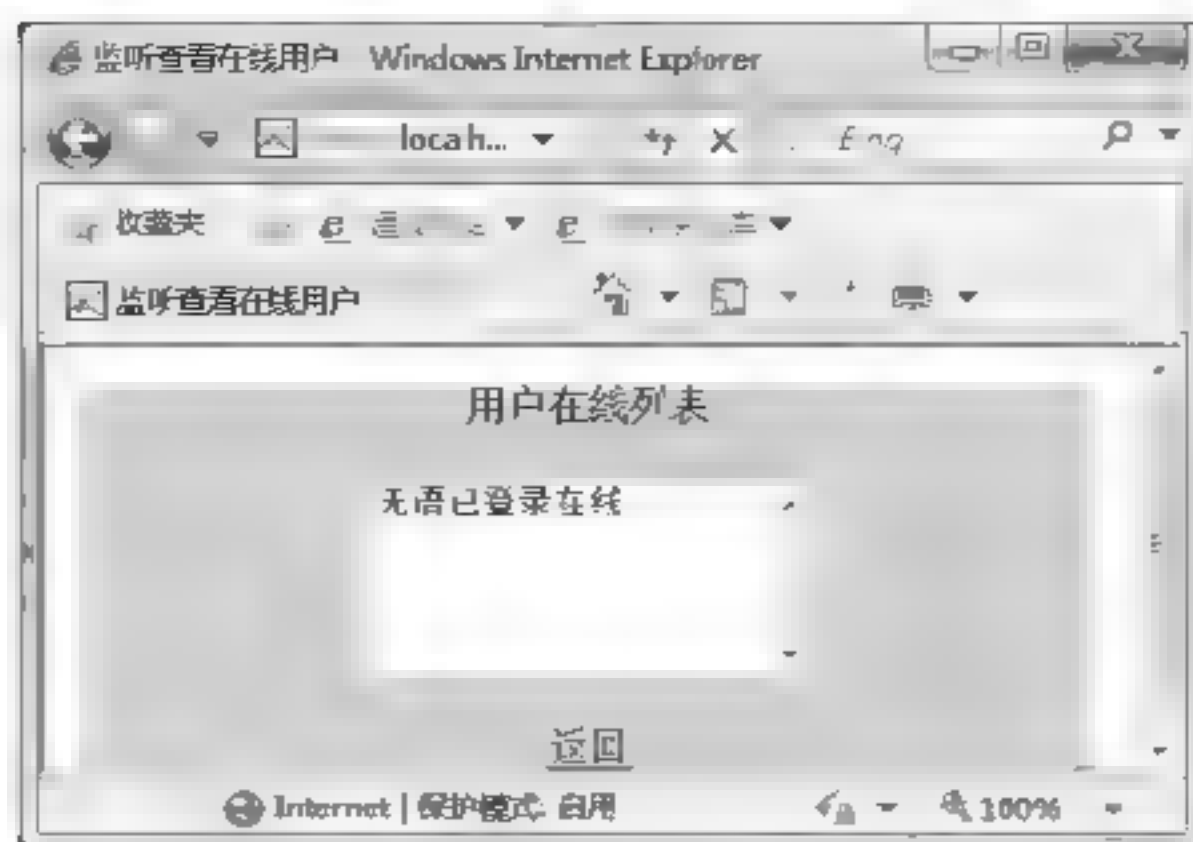 监听查看在线用户 Windows Internet Explorer
收藏夹
监听查看在线用户
用户在线列表
无语已登录在线
返回
Internet | 保护模式: 启用
100%